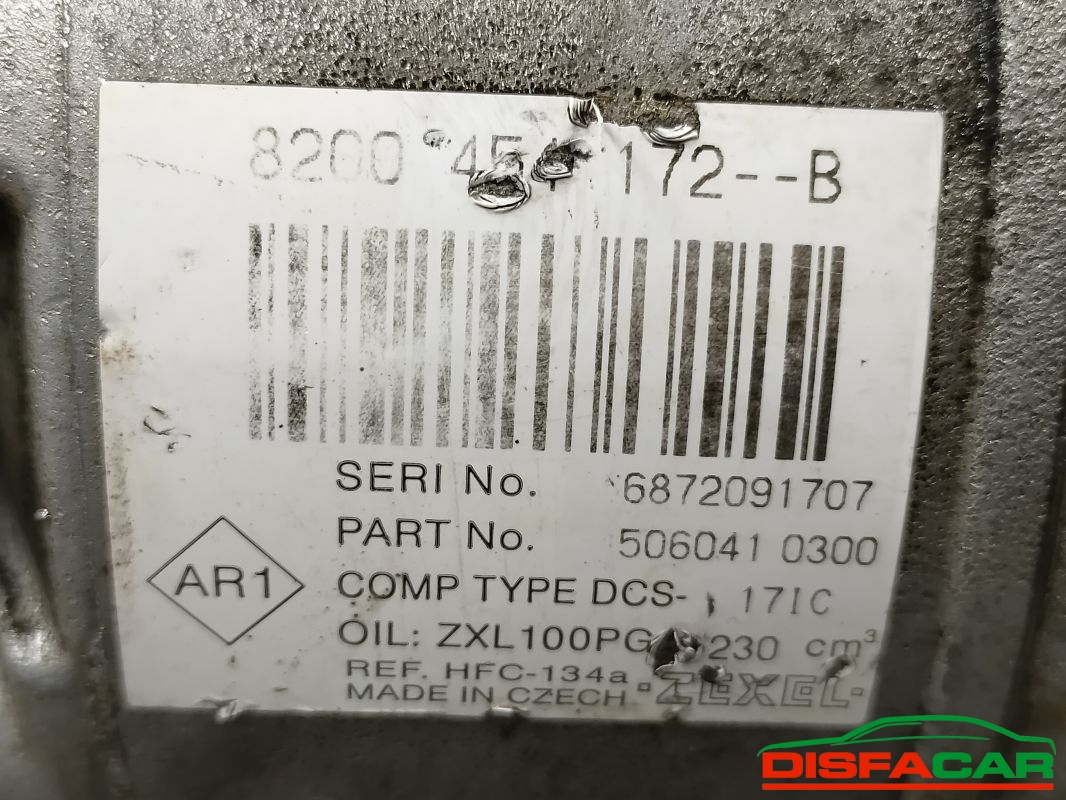 8200 172--B
SERI No. 6872091707
PART No. 506041 0300
AR1
COMP TYPE DCS- 17IC
OIL: ZXL100PG 230 cm³
REF. HFC-134a
MADE IN CZECH ·ZEXEL·
DISFACAR